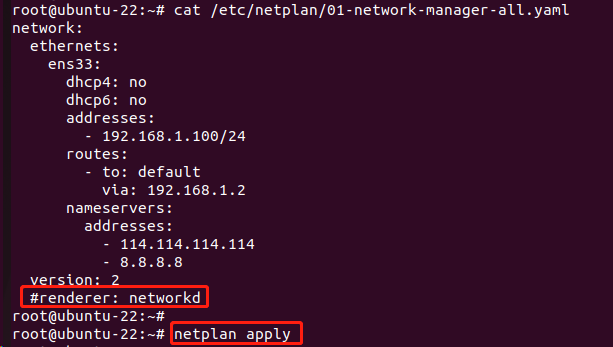 root@ubuntu-22:~# cat /etc/netplan/01-network-manager-all.yaml
network:
  ethernets:
    ens33:
      dhcp4: no
      dhcp6: no
      addresses:
        - 192.168.1.100/24
      routes:
        - to: default
          via: 192.168.1.2
      nameservers:
        addresses:
          - 114.114.114.114
          - 8.8.8.8
  version: 2
  #renderer: networkd
root@ubuntu-22:~#
root@ubuntu-22:~# netplan apply